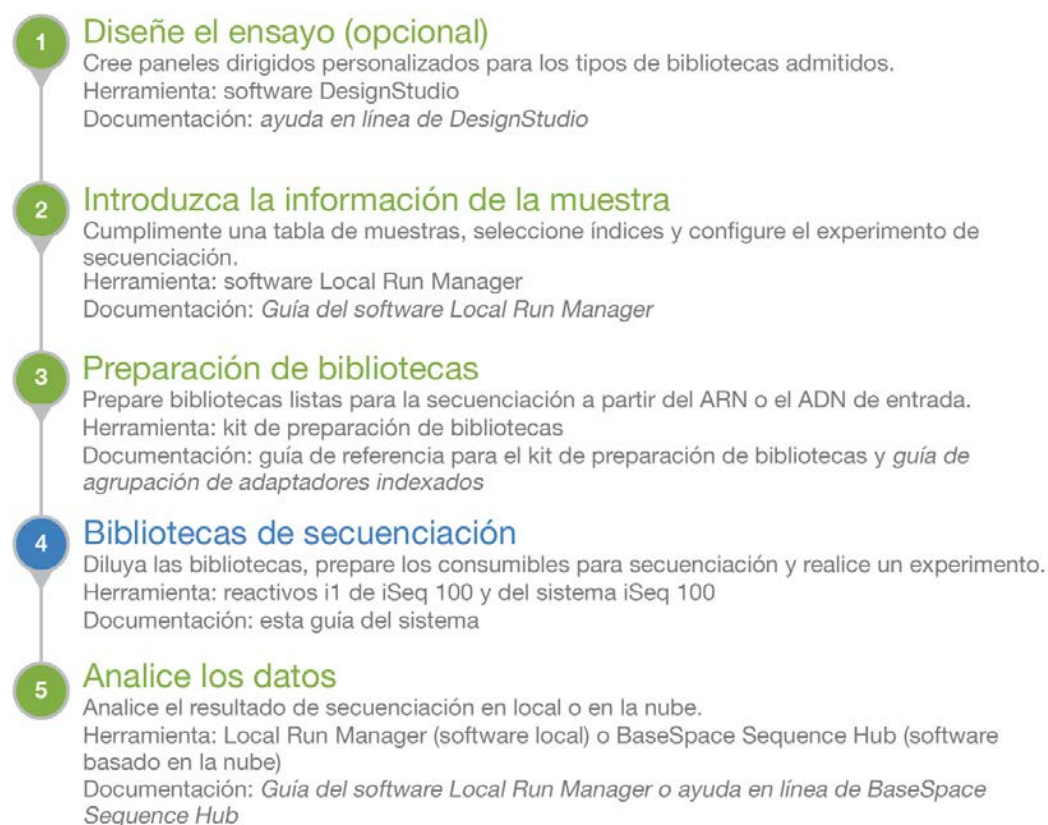 1 Diseñe el ensayo (opcional)
Cree paneles dirigidos personalizados para los tipos de bibliotecas admitidos.
Herramienta: software DesignStudio
Documentación: ayuda en línea de DesignStudio
2 Introduzca la información de la muestra
Cumplimente una tabla de muestras, seleccione índices y configure el experimento de
secuenciación.
Herramienta: software Local Run Manager
Documentación: Guía del software Local Run Manager
3 Preparación de bibliotecas
Prepare bibliotecas listas para la secuenciación a partir del ARN o el ADN de entrada.
Herramienta: kit de preparación de bibliotecas
Documentación: guía de referencia para el kit de preparación de bibliotecas y guía de
agrupación de adaptadores indexados
4 Bibliotecas de secuenciación
Diluya las bibliotecas, prepare los consumibles para secuenciación y realice un experimento.
Herramienta: reactivos i1 de iSeq 100 y del sistema iSeq 100
Documentación: esta guía del sistema
5 Analice los datos
Analice el resultado de secuenciación en local o en la nube.
Herramienta: Local Run Manager (software local) o BaseSpace Sequence Hub (software
basado en la nube)
Documentación: Guía del software Local Run Manager o ayuda en línea de BaseSpace
Sequence Hub